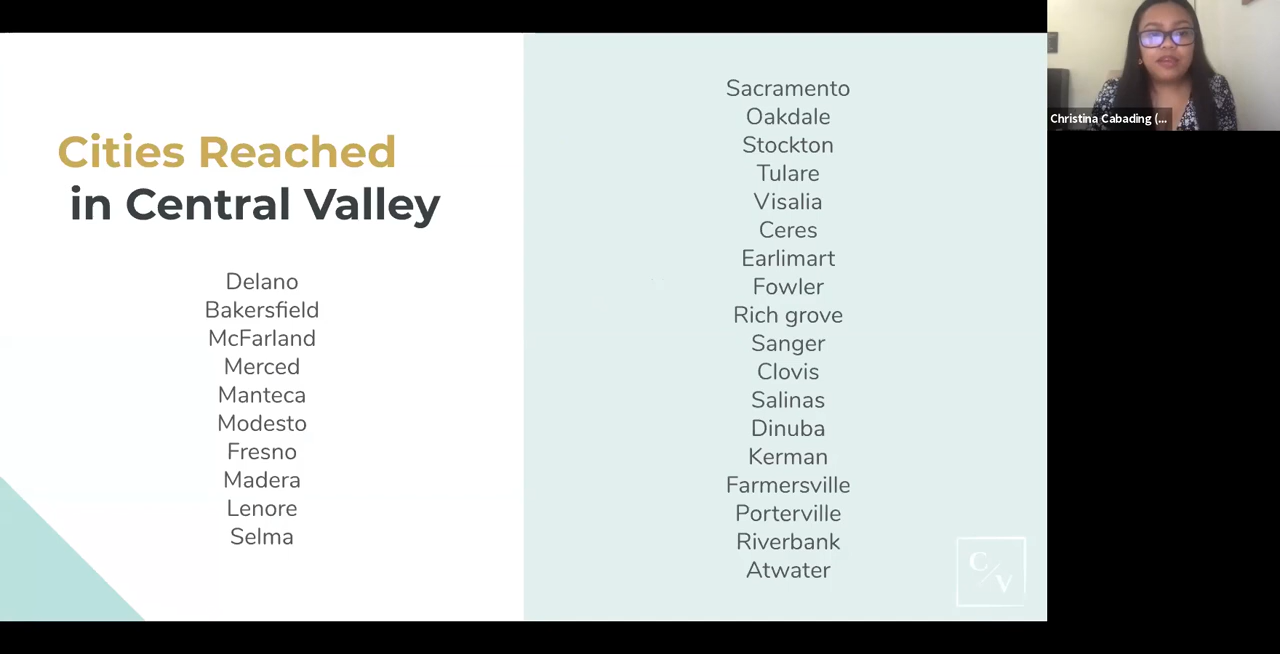 Cities Reached
in Central Valley
Delano
Bakersfield
McFarland
Merced
Manteca
Modesto
Fresno
Madera
Lenore
Selma
Sacramento
Oakdale
Stockton
Tulare
Visalia
Ceres
Earlimart
Fowler
Rich grove
Sanger
Clovis
Salinas
Dinuba
Kerman
Farmersville
Porterville
Riverbank
Atwater
C/V
Christina Cabading (...